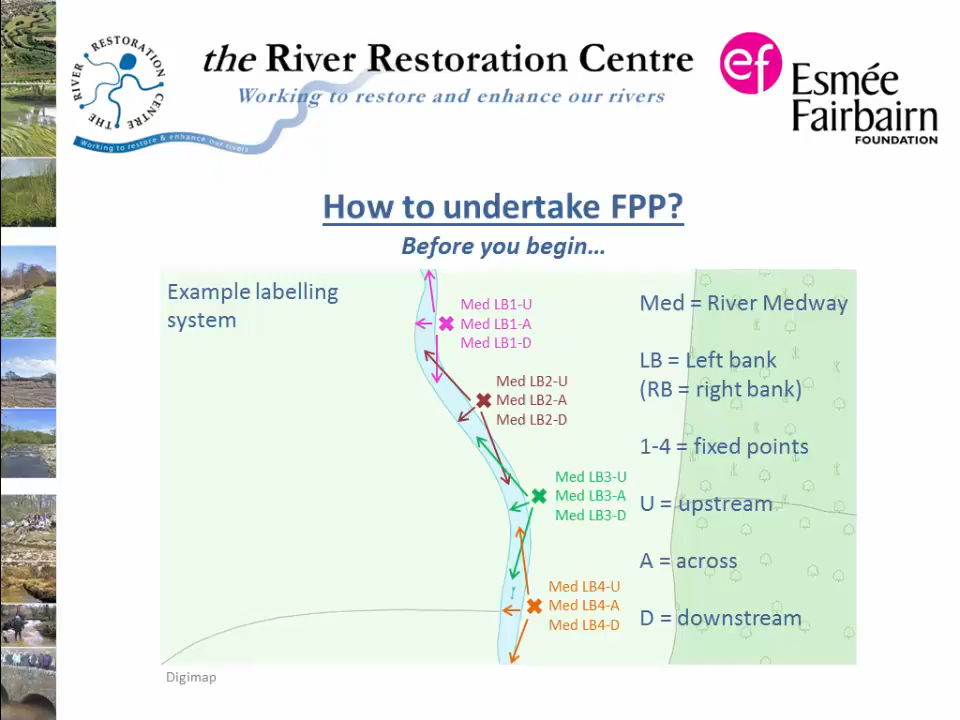 THE RIVER RESTORATION CENTRE
Working to restore & enhance our rivers
the River Restoration Centre
Working to restore and enhance our rivers
ef
Esmée
Fairbairn
FOUNDATION
How to undertake FPP?
Before you begin...
Example labelling
system
Med LB1-U
Med LB1-A
Med LB1-D
Med LB2-U
Med LB2-A
Med LB2-D
Med LB3-U
Med LB3-A
Med LB3-D
Med LB4-U
Med LB4-A
Med LB4-D
Med = River Medway
LB = Left bank
(RB = right bank)
1-4 = fixed points
U = upstream
A = across
D = downstream
Digimap